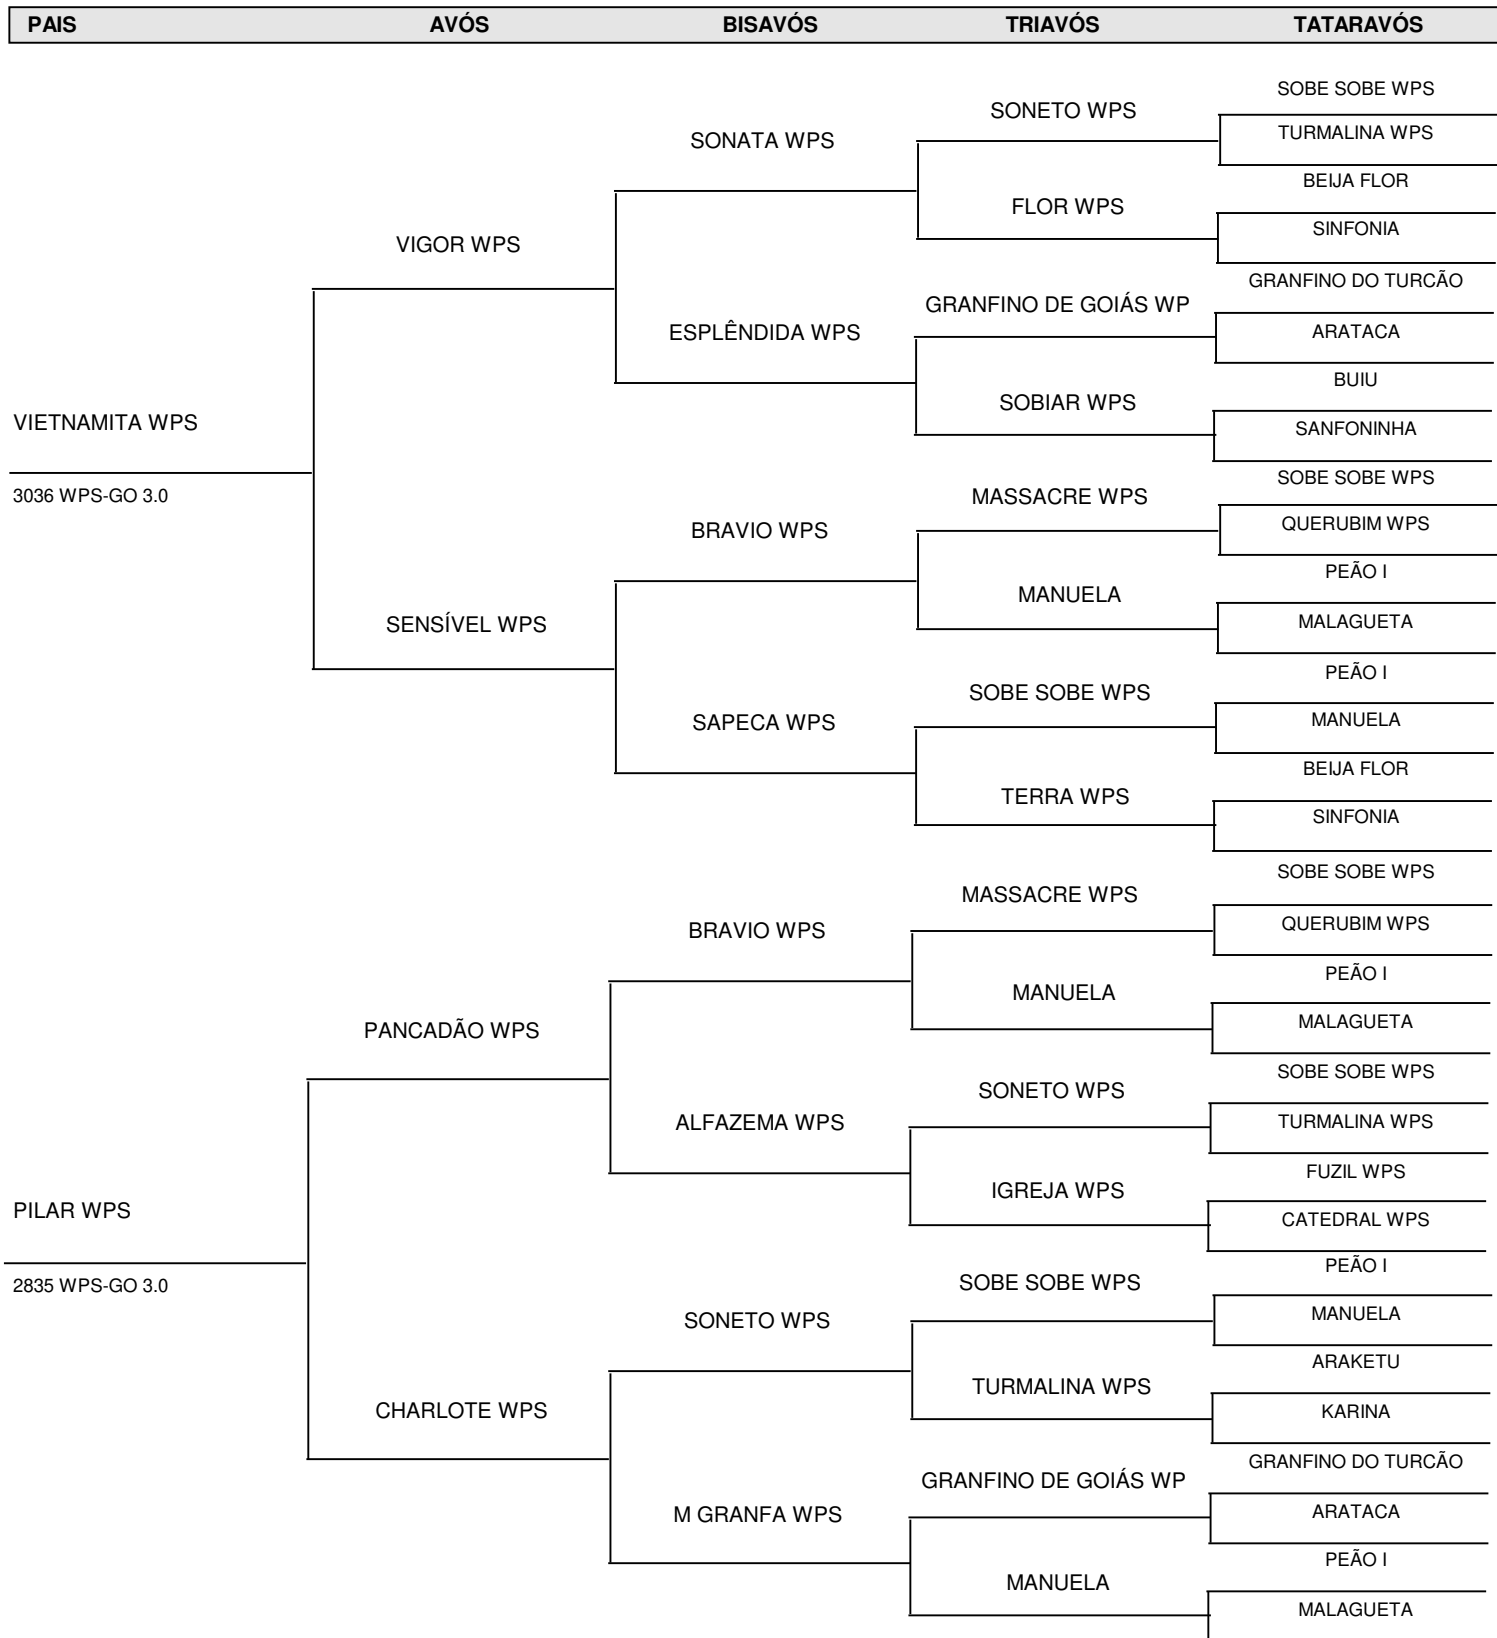 PAIS AVÓS BISAVÓS TRIAVÓS TATARAVÓS
SOBE SOBE WPS
SONETO WPS
TURMALINA WPS
SONATA WPS
BEIJA FLOR
FLOR WPS
SINFONIA
VIGOR WPS
GRANFINO DO TURCÃO
GRANFINO DE GOIÁS WP
ARATACA
ESPLÊNDIDA WPS
BUIU
SOBIAR WPS
SANFONINHA
VIETNAMITA WPS
3036 WPS-GO 3.0
SOBE SOBE WPS
MASSACRE WPS
QUERUBIM WPS
BRAVIO WPS
PEÃO I
MANUELA
MALAGUETA
SENSÍVEL WPS
PEÃO I
SOBE SOBE WPS
MANUELA
SAPECA WPS
BEIJA FLOR
TERRA WPS
SINFONIA
SOBE SOBE WPS
MASSACRE WPS
QUERUBIM WPS
BRAVIO WPS
PEÃO I
MANUELA
MALAGUETA
PANCADÃO WPS
SOBE SOBE WPS
SONETO WPS
TURMALINA WPS
ALFAZEMA WPS
FUZIL WPS
IGREJA WPS
CATEDRAL WPS
PILAR WPS
2835 WPS-GO 3.0
PEÃO I
SOBE SOBE WPS
MANUELA
SONETO WPS
ARAKETU
TURMALINA WPS
KARINA
CHARLOTE WPS
GRANFINO DO TURCÃO
GRANFINO DE GOIÁS WP
ARATACA
M GRANFA WPS
PEÃO I
MANUELA
MALAGUETA